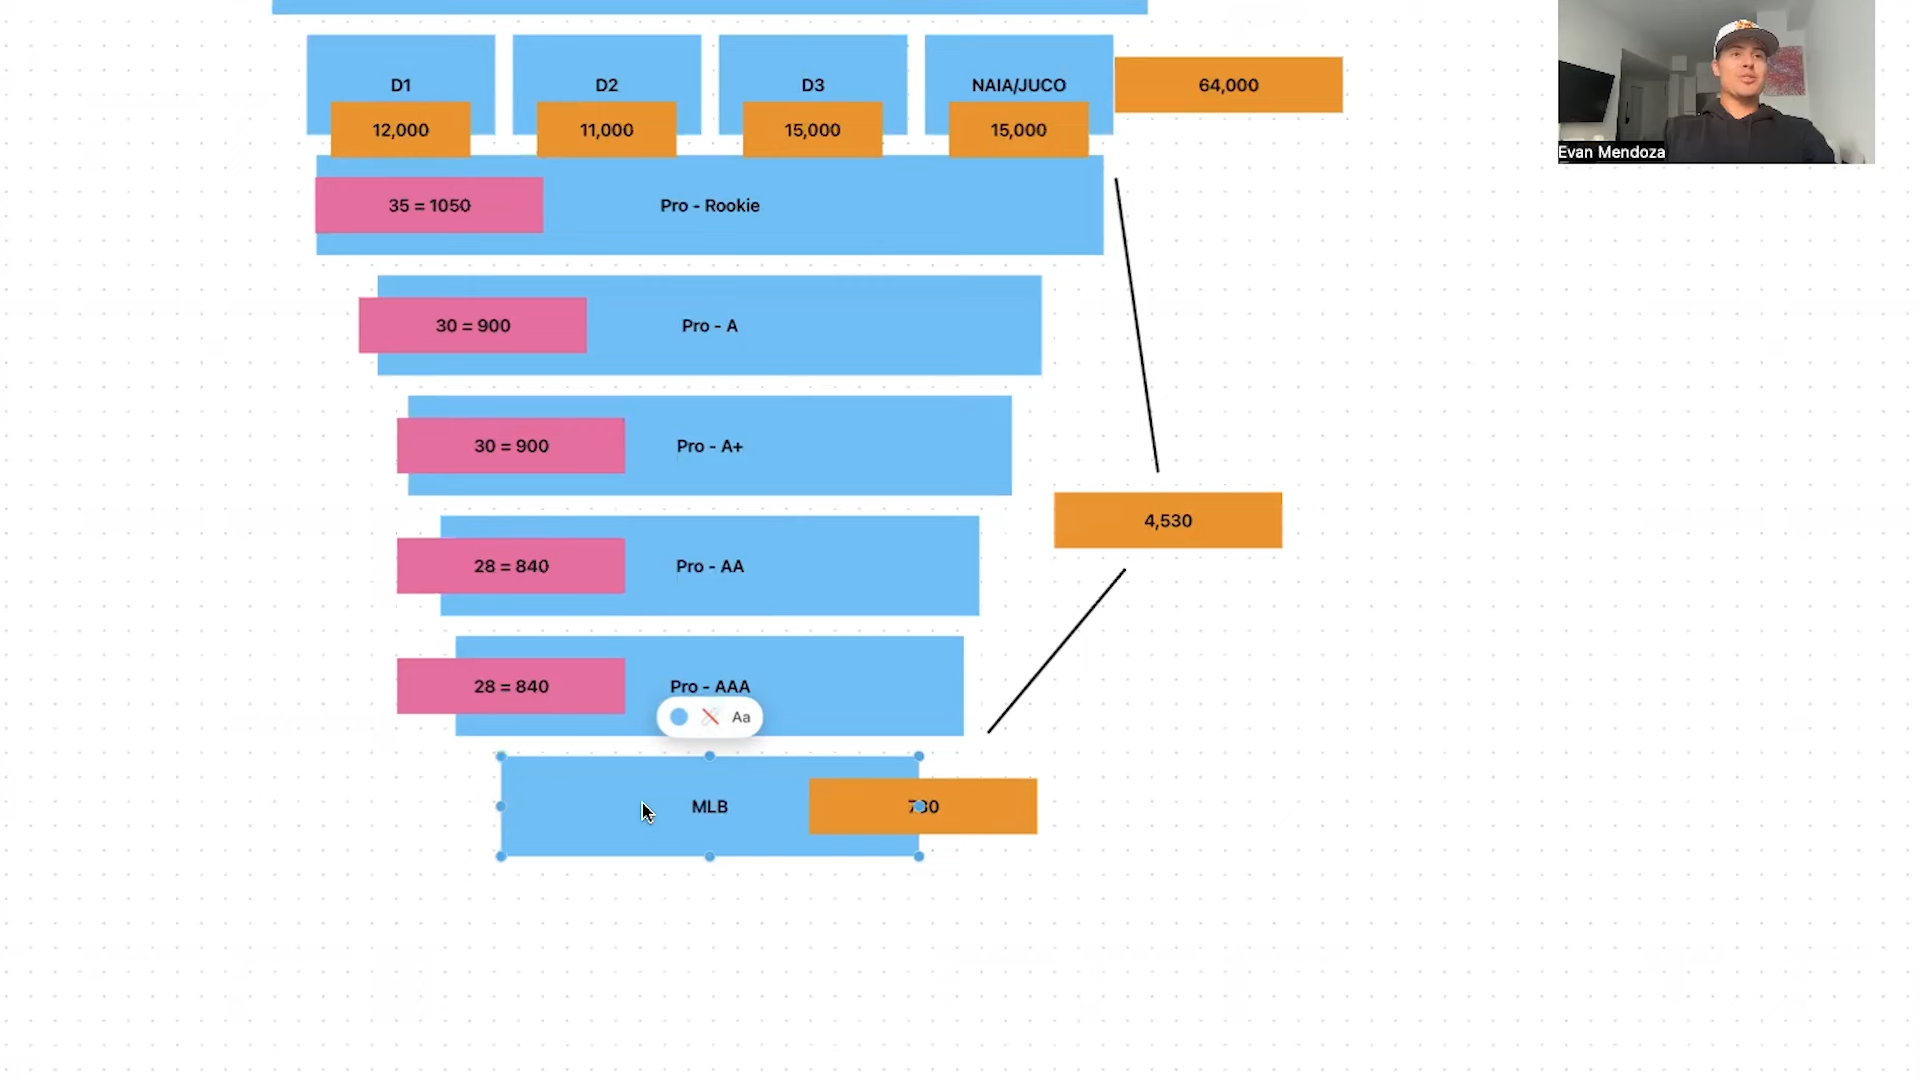 D1
D2
D3
NAIA/JUCO
64,000
12,000
11,000
15,000
15,000
Evan Mendoza
35 = 1050
Pro - Rookie
30 = 900
Pro - A
30 = 900
Pro - A+
4,530
28 = 840
Pro - AA
28 = 840
Pro - AAA
Aa
MLB